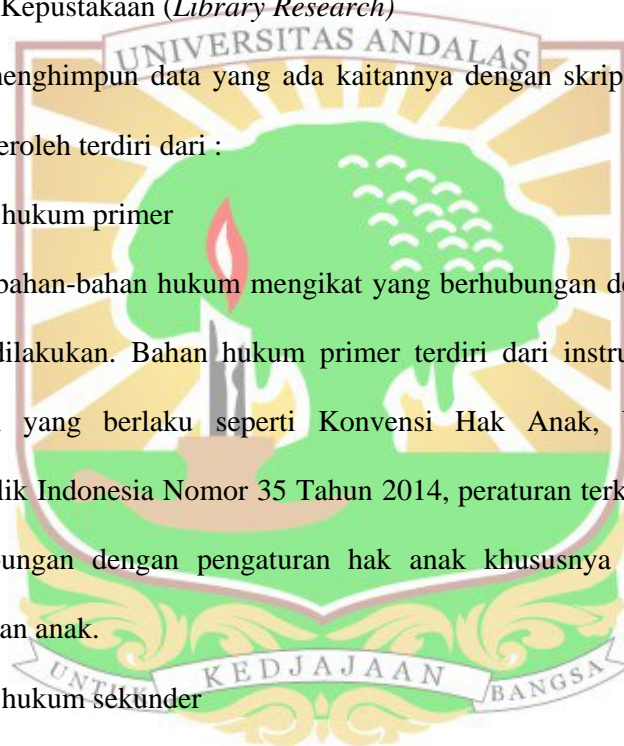 Kepustakaan (Library Research)
UNIVERSITAS ANDALAS
menghimpun data yang ada kaitannya dengan skrip
eroleh terdiri dari :
hukum primer
bahan-bahan hukum mengikat yang berhubungan de
dilakukan. Bahan hukum primer terdiri dari instru
yang berlaku seperti Konvensi Hak Anak,
lik Indonesia Nomor 35 Tahun 2014, peraturan terk
ungan dengan pengaturan hak anak khususnya
an anak.
UNTUK KEDJAJAAN BANGSA
hukum sekunder